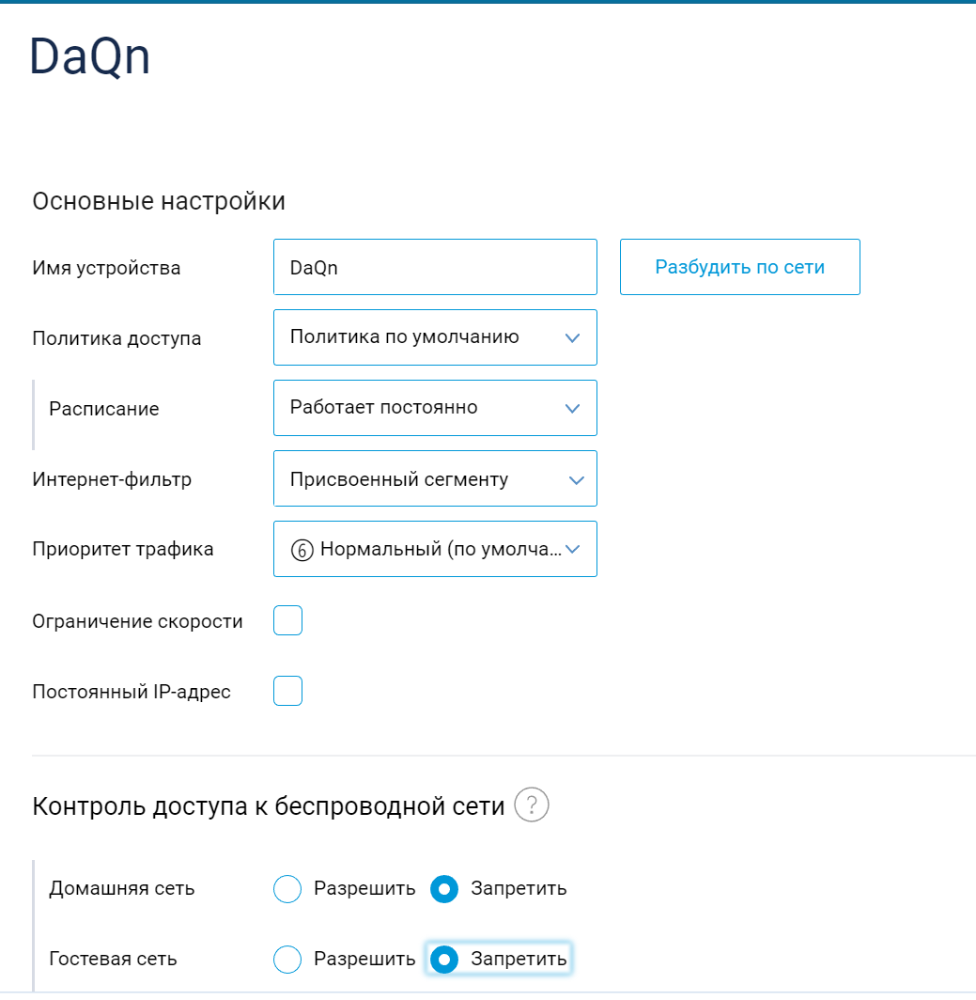 DaQn
Основные настройки
Имя устройства DaQn Разбудить по сети
Политика доступа Политика по умолчанию
Расписание Работает постоянно
Интернет-фильтр Присвоенный сегменту
Приоритет трафика ⑥ Нормальный (по умолча...
Ограничение скорости
Постоянный IP-адрес
Контроль доступа к беспроводной сети ?
Домашняя сеть Разрешить Запретить
Гостевая сеть Разрешить Запретить